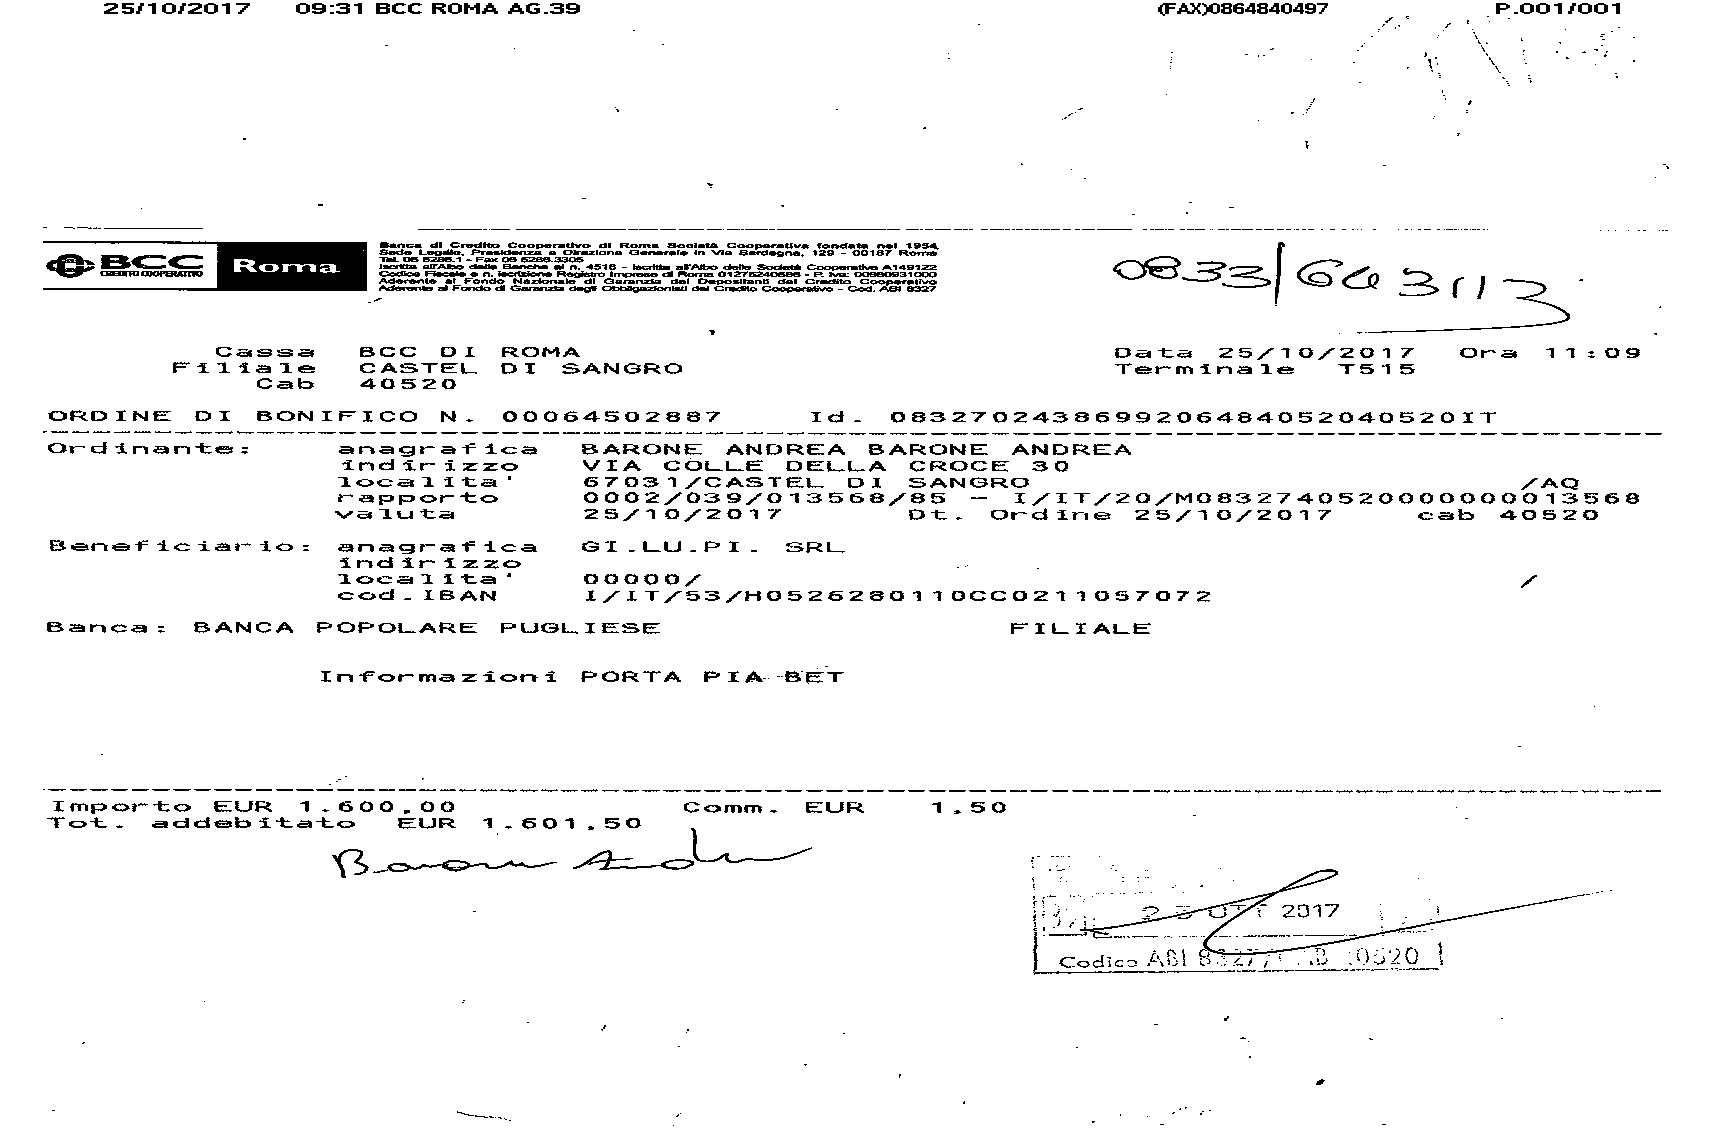 25/10/2017 09:31 BCC ROMA AG.39 (FAX)0864840497 P.001/001
BCC Roma
CREDITO COOPERATIVO
Banca di Credito Cooperativo di Roma Società Cooperativa fondata nel 1954
Sede Legale, Presidenza e Direzione Generale in Via Sardegna, 129 - 00187 Roma
Tel. 06 5286.1 - Fax 06 5286.3305
Iscritta all'Albo delle Banche al n. 4516 - Iscritta all'Albo delle Società Cooperative A149122
Codice Fiscale e n. iscrizione Registro Imprese di Roma 01275240586 - P. Iva: 00980931000
Aderente al Fondo Nazionale di Garanzia dei Depositanti del Credito Cooperativo
Aderente al Fondo di Garanzia degli Obbligazionisti del Credito Cooperativo - Cod. ABI 8327
0833/643113
Cassa BCC DI ROMA Data 25/10/2017 Ora 11:09
Filiale CASTEL DI SANGRO Terminale T515
Cab 40520
ORDINE DI BONIFICO N. 00064502887 Id. 0832702438699206484052040520IT
Ordinante: anagrafica BARONE ANDREA BARONE ANDREA
indirizzo VIA COLLE DELLA CROCE 30
localita' 67031/CASTEL DI SANGRO /AQ
rapporto 0002/039/013568/85 - I/IT/20/M0832740520000000013568
valuta 25/10/2017 Dt. Ordine 25/10/2017 cab 40520
Beneficiario: anagrafica GI.LU.PI. SRL
indirizzo
localita' 00000/ /
cod.IBAN I/IT/53/H0526280110CC0211057072
Banca: BANCA POPOLARE PUGLIESE FILIALE
Informazioni PORTA PIA BET
Importo EUR 1.600,00 Comm. EUR 1,50
Tot. addebitato EUR 1.601,50
Barone Andrea
OTT 2017
Codice ABI 8327